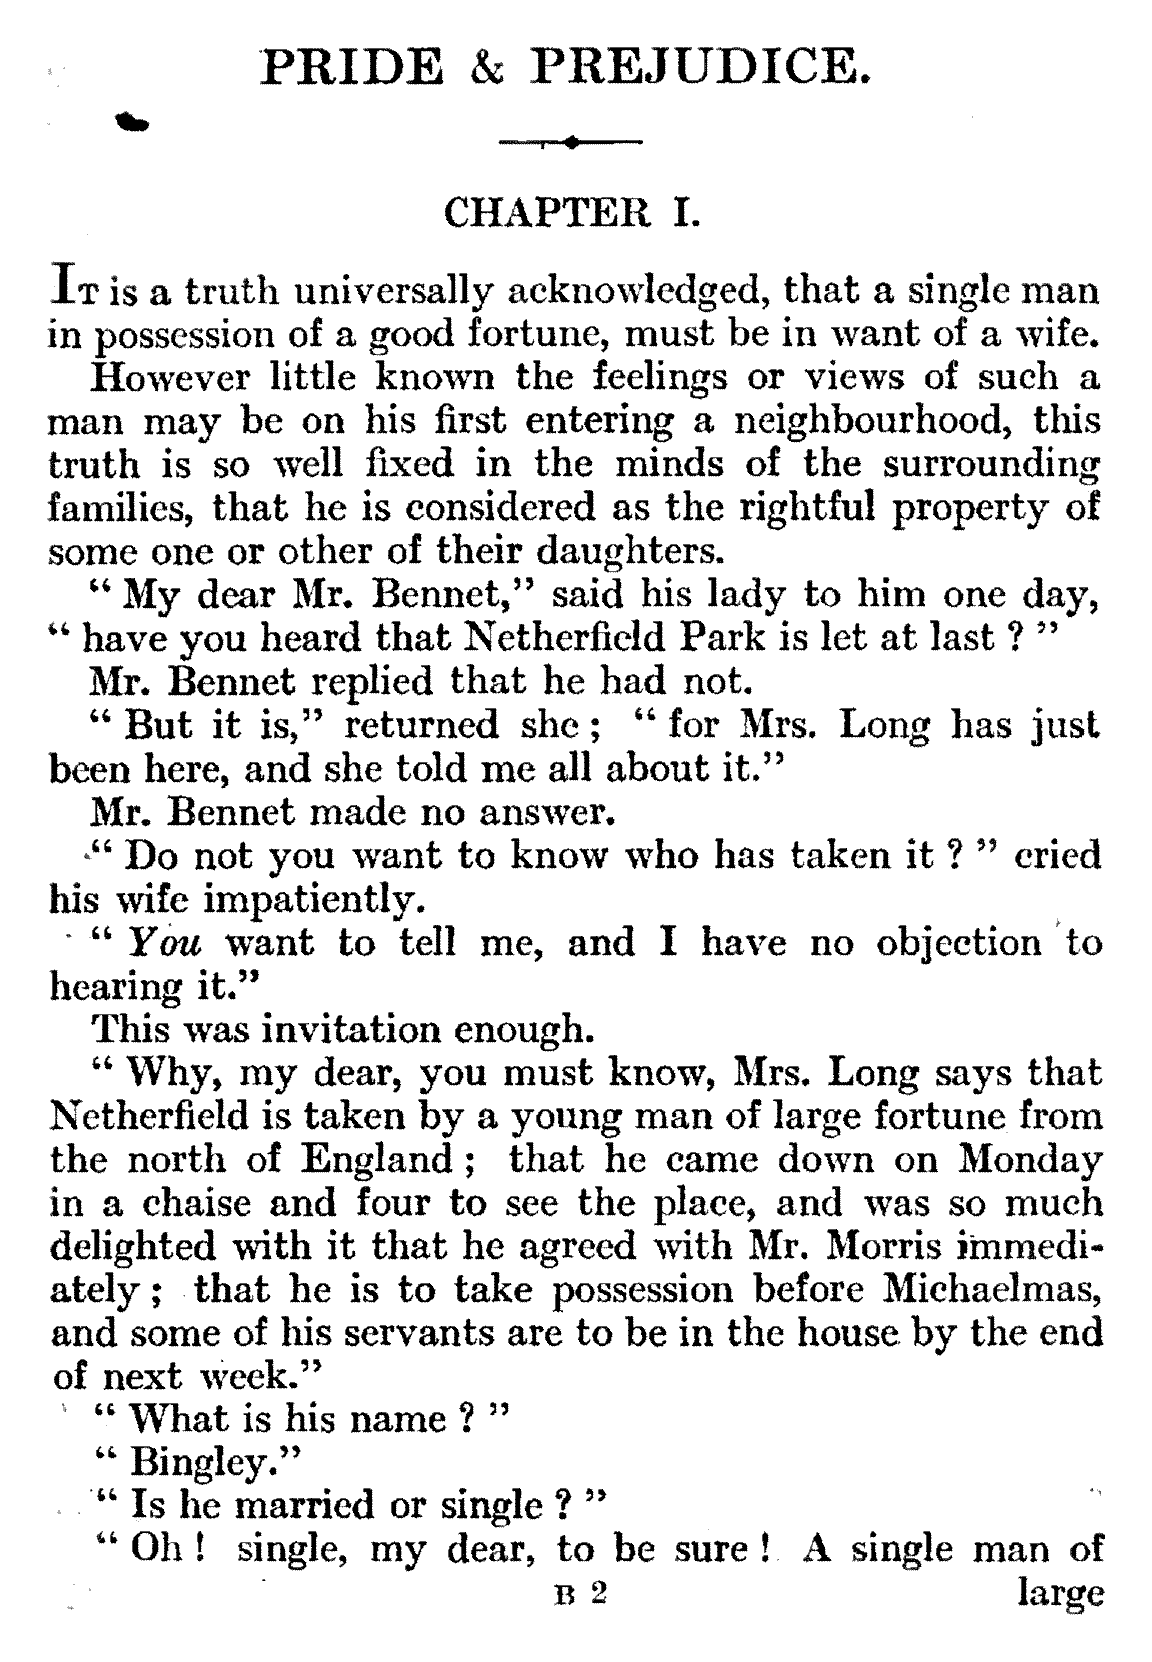 PRIDE & PREJUDICE.
CHAPTER I.
IT is a truth universally acknowledged, that a single man
in possession of a good fortune, must be in want of a wife.
However little known the feelings or views of such a
man may be on his first entering a neighbourhood, this
truth is so well fixed in the minds of the surrounding
families, that he is considered as the rightful property of
some one or other of their daughters.
“ My dear Mr. Bennet,” said his lady to him one day,
“ have you heard that Netherfield Park is let at last ? ”
Mr. Bennet replied that he had not.
“ But it is,” returned she ; “ for Mrs. Long has just
been here, and she told me all about it.”
Mr. Bennet made no answer.
“ Do not you want to know who has taken it ? ” cried
his wife impatiently.
“ You want to tell me, and I have no objection to
hearing it.”
This was invitation enough.
“ Why, my dear, you must know, Mrs. Long says that
Netherfield is taken by a young man of large fortune from
the north of England ; that he came down on Monday
in a chaise and four to see the place, and was so much
delighted with it that he agreed with Mr. Morris immedi-
ately ; that he is to take possession before Michaelmas,
and some of his servants are to be in the house by the end
of next week.”
“ What is his name ? ”
“ Bingley.”
“ Is he married or single ? ”
“ Oh ! single, my dear, to be sure ! A single man of
B 2 large